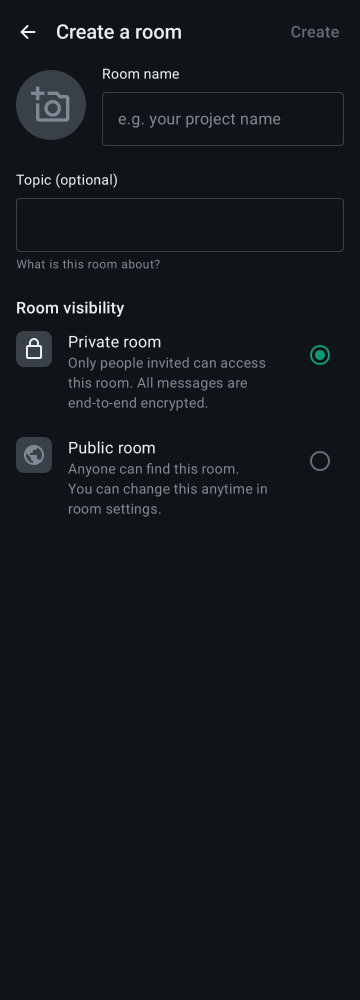 Create a room
Create
Room name
e.g. your project name
Topic (optional)
What is this room about?
Room visibility
Private room
Only people invited can access
this room. All messages are
end-to-end encrypted.
Public room
Anyone can find this room.
You can change this anytime in
room settings.